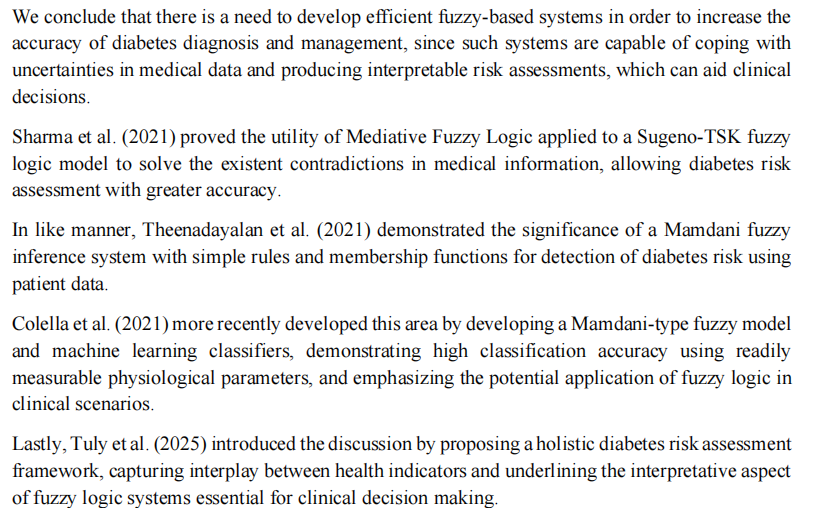 We conclude that there is a need to develop efficient fuzzy-based systems in order to increase the
accuracy of diabetes diagnosis and management, since such systems are capable of coping with
uncertainties in medical data and producing interpretable risk assessments, which can aid clinical
decisions.
Sharma et al. (2021) proved the utility of Mediative Fuzzy Logic applied to a Sugeno-TSK fuzzy
logic model to solve the existent contradictions in medical information, allowing diabetes risk
assessment with greater accuracy.
In like manner, Theenadayalan et al. (2021) demonstrated the significance of a Mamdani fuzzy
inference system with simple rules and membership functions for detection of diabetes risk using
patient data.
Colella et al. (2021) more recently developed this area by developing a Mamdani-type fuzzy model
and machine learning classifiers, demonstrating high classification accuracy using readily
measurable physiological parameters, and emphasizing the potential application of fuzzy logic in
clinical scenarios.
Lastly, Tuly et al. (2025) introduced the discussion by proposing a holistic diabetes risk assessment
framework, capturing interplay between health indicators and underlining the interpretative aspect
of fuzzy logic systems essential for clinical decision making.